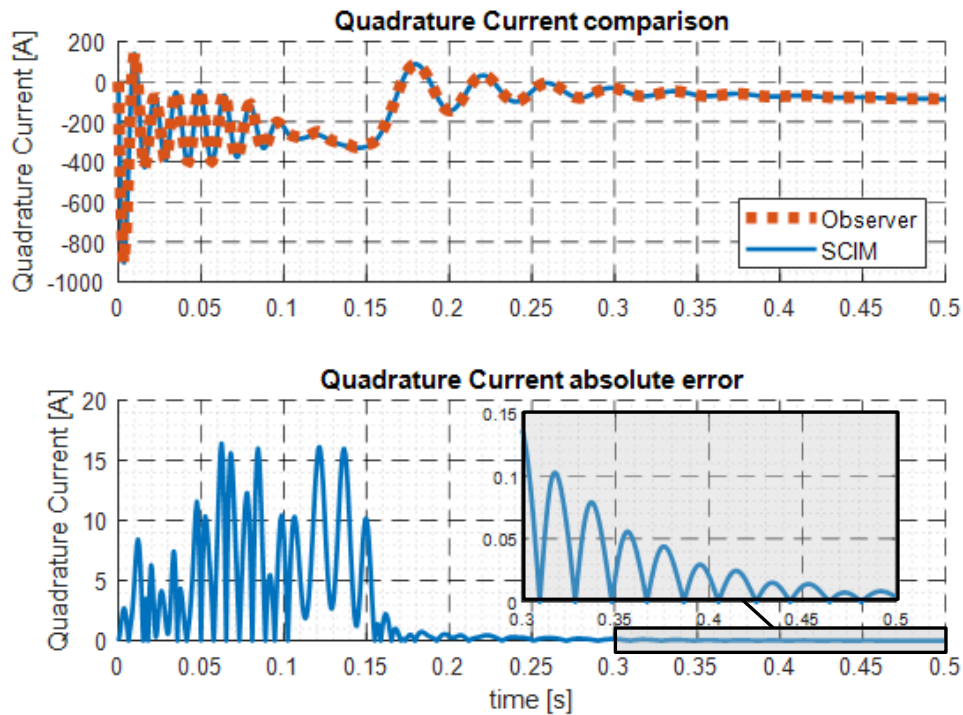 Quadrature Current comparison
Quadrature Current [A]
200
0
-200
-400
-600
-800
-1000
Observer
SCIM
0 0.05 0.1 0.15 0.2 0.25 0.3 0.35 0.4 0.45 0.5
Quadrature Current absolute error
Quadrature Current [A]
20
15
10
5
0
0.15
0.1
0.05
0
0.3 0.35 0.4 0.45 0.5
0 0.05 0.1 0.15 0.2 0.25 0.3 0.35 0.4 0.45 0.5
time [s]